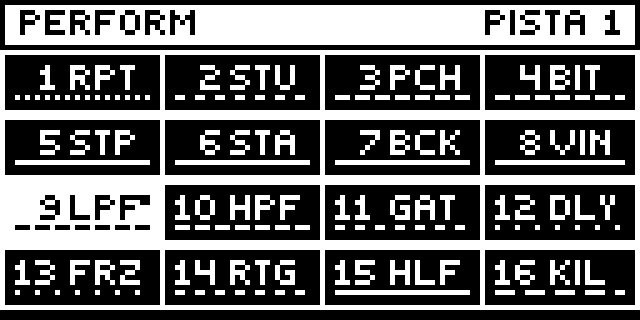 PERFORM PISTA 1
1 RPT 2 STU 3 PCH 4 BIT
5 STP 6 STA 7 BCK 8 VIN
9 LPF 10 HPF 11 GAT 12 DLY
13 FRZ 14 RTG 15 HLF 16 KIL